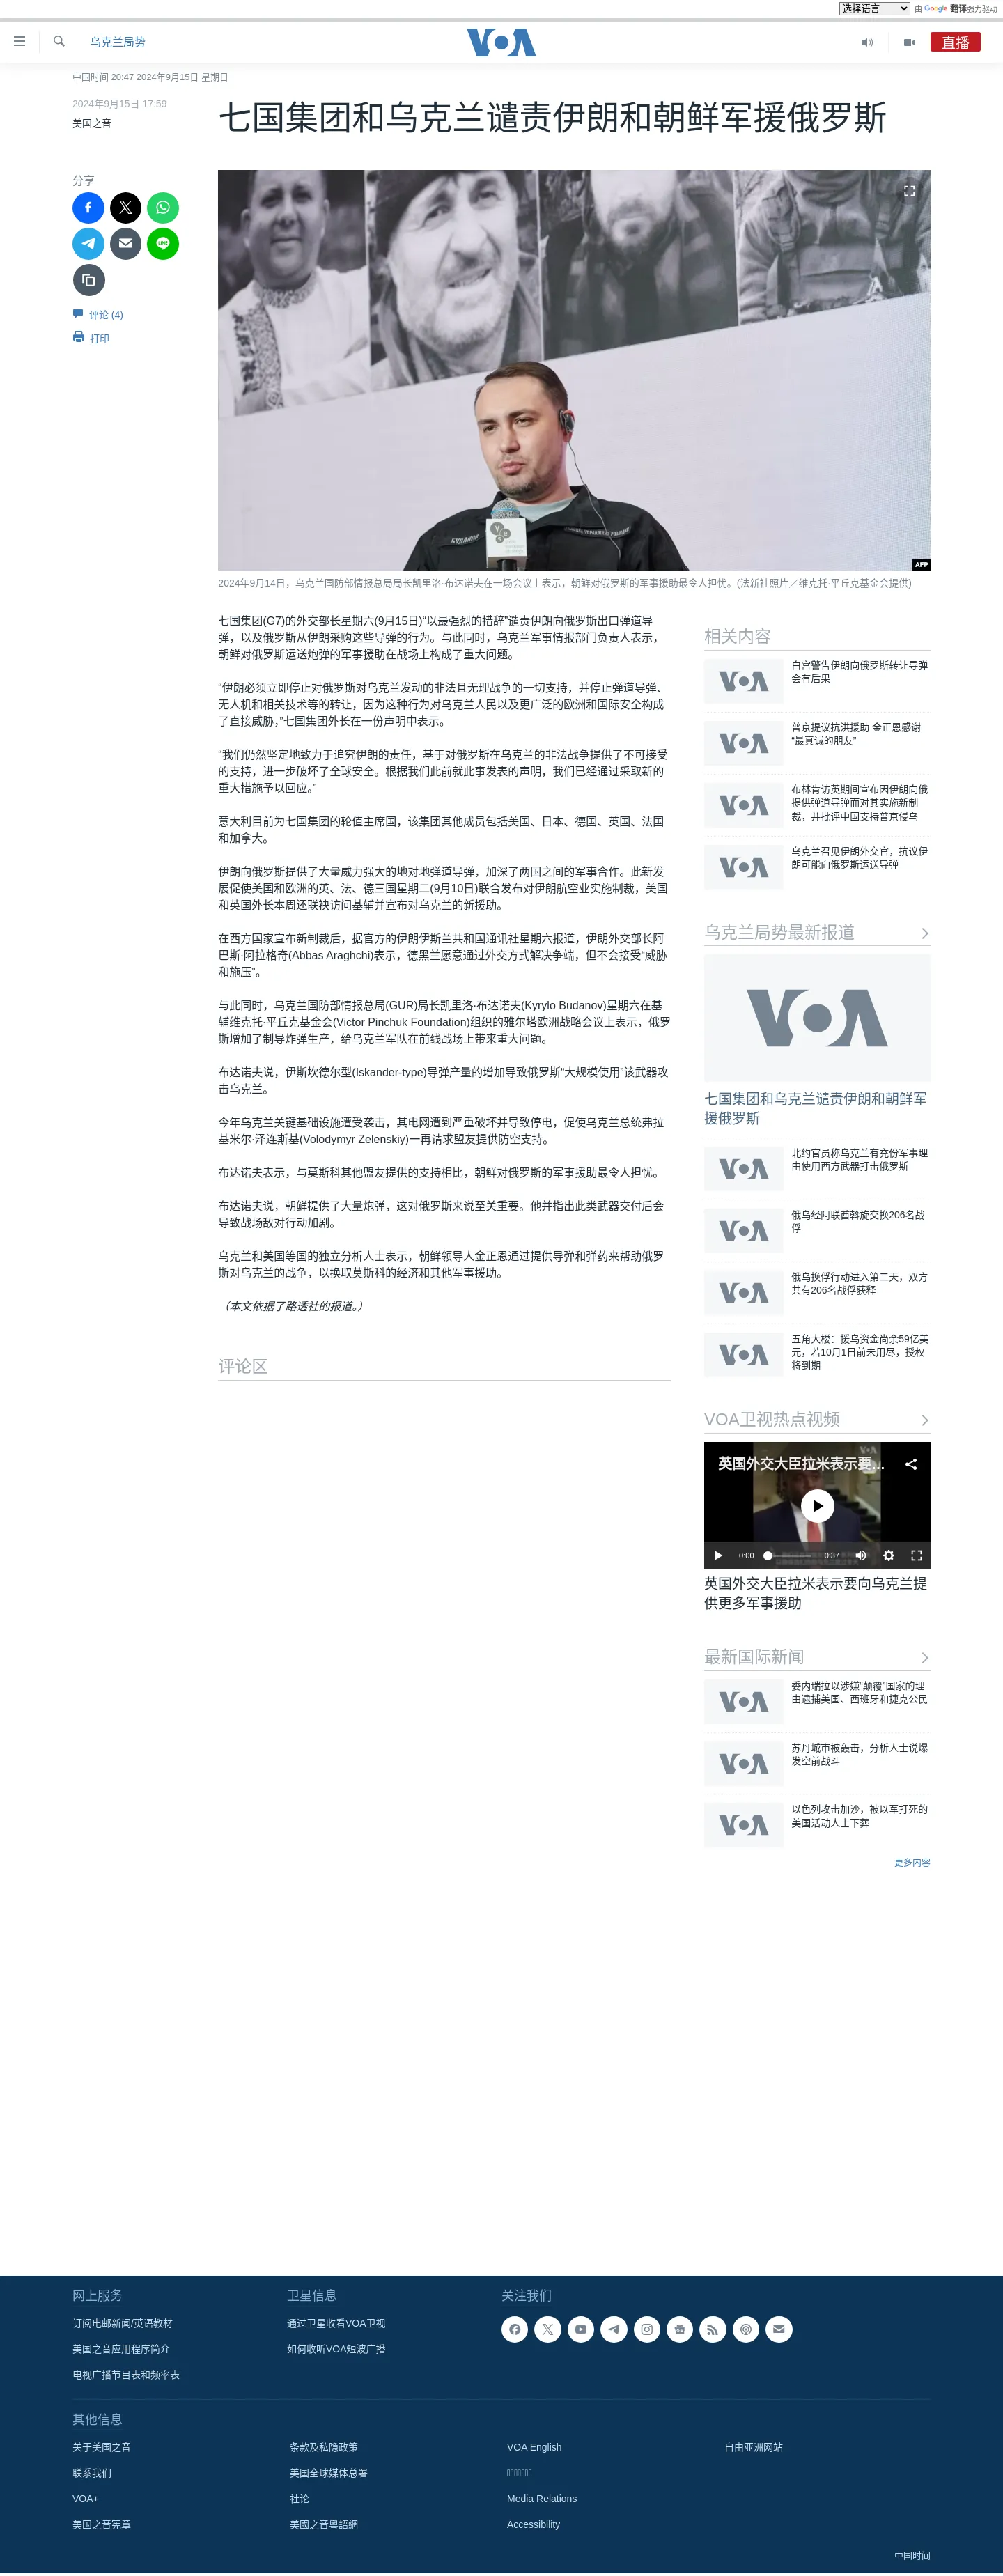 选择语言
由 Google 翻译强力驱动
乌克兰局势
VOA
直播
中国时间 20:47 2024年9月15日 星期日
2024年9月15日 17:59
美国之音
七国集团和乌克兰谴责伊朗和朝鲜军援俄罗斯
分享
评论 (4)
打印
AFP
2024年9月14日，乌克兰国防部情报总局局长凯里洛·布达诺夫在一场会议上表示，朝鲜对俄罗斯的军事援助最令人担忧。(法新社照片／维克托·平丘克基金会提供)
七国集团(G7)的外交部长星期六(9月15日)“以最强烈的措辞”谴责伊朗向俄罗斯出口弹道导
弹，以及俄罗斯从伊朗采购这些导弹的行为。与此同时，乌克兰军事情报部门负责人表示，
朝鲜对俄罗斯运送炮弹的军事援助在战场上构成了重大问题。
“伊朗必须立即停止对俄罗斯对乌克兰发动的非法且无理战争的一切支持，并停止弹道导弹、
无人机和相关技术等的转让，因为这种行为对乌克兰人民以及更广泛的欧洲和国际安全构成
了直接威胁，”七国集团外长在一份声明中表示。
“我们仍然坚定地致力于追究伊朗的责任，基于对俄罗斯在乌克兰的非法战争提供了不可接受
的支持，进一步破坏了全球安全。根据我们此前就此事发表的声明，我们已经通过采取新的
重大措施予以回应。”
意大利目前为七国集团的轮值主席国，该集团其他成员包括美国、日本、德国、英国、法国
和加拿大。
伊朗向俄罗斯提供了大量威力强大的地对地弹道导弹，加深了两国之间的军事合作。此新发
展促使美国和欧洲的英、法、德三国星期二(9月10日)联合发布对伊朗航空业实施制裁，美国
和英国外长本周还联袂访问基辅并宣布对乌克兰的新援助。
在西方国家宣布新制裁后，据官方的伊朗伊斯兰共和国通讯社星期六报道，伊朗外交部长阿
巴斯·阿拉格奇(Abbas Araghchi)表示，德黑兰愿意通过外交方式解决争端，但不会接受“威胁
和施压”。
与此同时，乌克兰国防部情报总局(GUR)局长凯里洛·布达诺夫(Kyrylo Budanov)星期六在基
辅维克托·平丘克基金会(Victor Pinchuk Foundation)组织的雅尔塔欧洲战略会议上表示，俄罗
斯增加了制导炸弹生产，给乌克兰军队在前线战场上带来重大问题。
布达诺夫说，伊斯坎德尔型(Iskander-type)导弹产量的增加导致俄罗斯“大规模使用”该武器攻
击乌克兰。
今年乌克兰关键基础设施遭受袭击，其电网遭到严重破坏并导致停电，促使乌克兰总统弗拉
基米尔·泽连斯基(Volodymyr Zelenskiy)一再请求盟友提供防空支持。
布达诺夫表示，与莫斯科其他盟友提供的支持相比，朝鲜对俄罗斯的军事援助最令人担忧。
布达诺夫说，朝鲜提供了大量炮弹，这对俄罗斯来说至关重要。他并指出此类武器交付后会
导致战场敌对行动加剧。
乌克兰和美国等国的独立分析人士表示，朝鲜领导人金正恩通过提供导弹和弹药来帮助俄罗
斯对乌克兰的战争，以换取莫斯科的经济和其他军事援助。
（本文依据了路透社的报道。）
评论区
相关内容
白宫警告伊朗向俄罗斯转让导弹
会有后果
普京提议抗洪援助 金正恩感谢
“最真诚的朋友”
布林肯访英期间宣布因伊朗向俄
提供弹道导弹而对其实施新制
裁，并批评中国支持普京侵乌
乌克兰召见伊朗外交官，抗议伊
朗可能向俄罗斯运送导弹
乌克兰局势最新报道
七国集团和乌克兰谴责伊朗和朝鲜军
援俄罗斯
北约官员称乌克兰有充份军事理
由使用西方武器打击俄罗斯
俄乌经阿联酋斡旋交换206名战
俘
俄乌换俘行动进入第二天，双方
共有206名战俘获释
五角大楼：援乌资金尚余59亿美
元，若10月1日前未用尽，授权
将到期
VOA卫视热点视频
英国外交大臣拉米表示要...
0:00
0:37
英国外交大臣拉米表示要向乌克兰提
供更多军事援助
最新国际新闻
委内瑞拉以涉嫌“颠覆”国家的理
由逮捕美国、西班牙和捷克公民
苏丹城市被轰击，分析人士说爆
发空前战斗
以色列攻击加沙，被以军打死的
美国活动人士下葬
更多内容
网上服务
订阅电邮新闻/英语教材
美国之音应用程序简介
电视广播节目表和频率表
卫星信息
通过卫星收看VOA卫视
如何收听VOA短波广播
关注我们
其他信息
关于美国之音
联系我们
VOA+
美国之音宪章
条款及私隐政策
美国全球媒体总署
社论
美國之音粵語網
VOA English
Media Relations
Accessibility
自由亚洲网站
中国时间